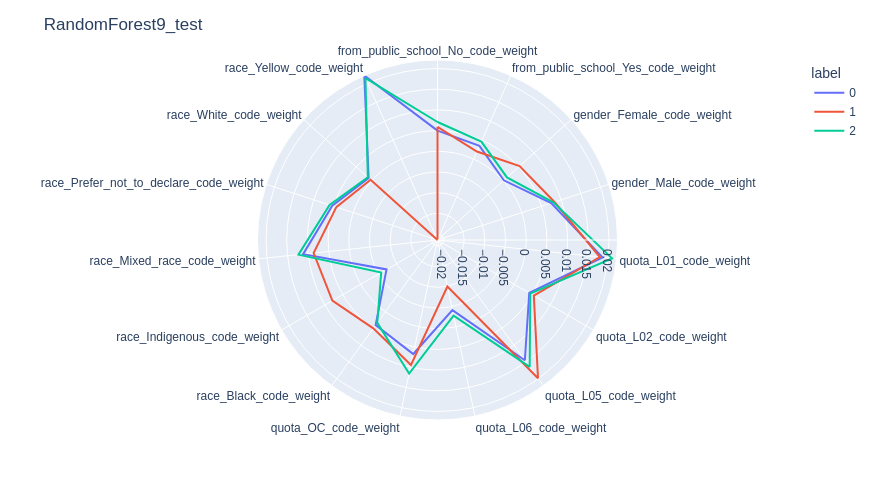 RandomForest9_test
from_public_school_No_code_weight
race_Yellow_code_weight
from_public_school_Yes_code_weight
label
0
race_White_code_weight
gender_Female_code_weight
1
2
race_Prefer_not_to_declare_code_weight
gender_Male_code_weight
race_Mixed_race_code_weight
−0.02
−0.015
−0.01
−0.005
0
0.005
0.01
0.015
0.02
quota_L01_code_weight
race_Indigenous_code_weight
quota_L02_code_weight
race_Black_code_weight
quota_L05_code_weight
quota_OC_code_weight
quota_L06_code_weight